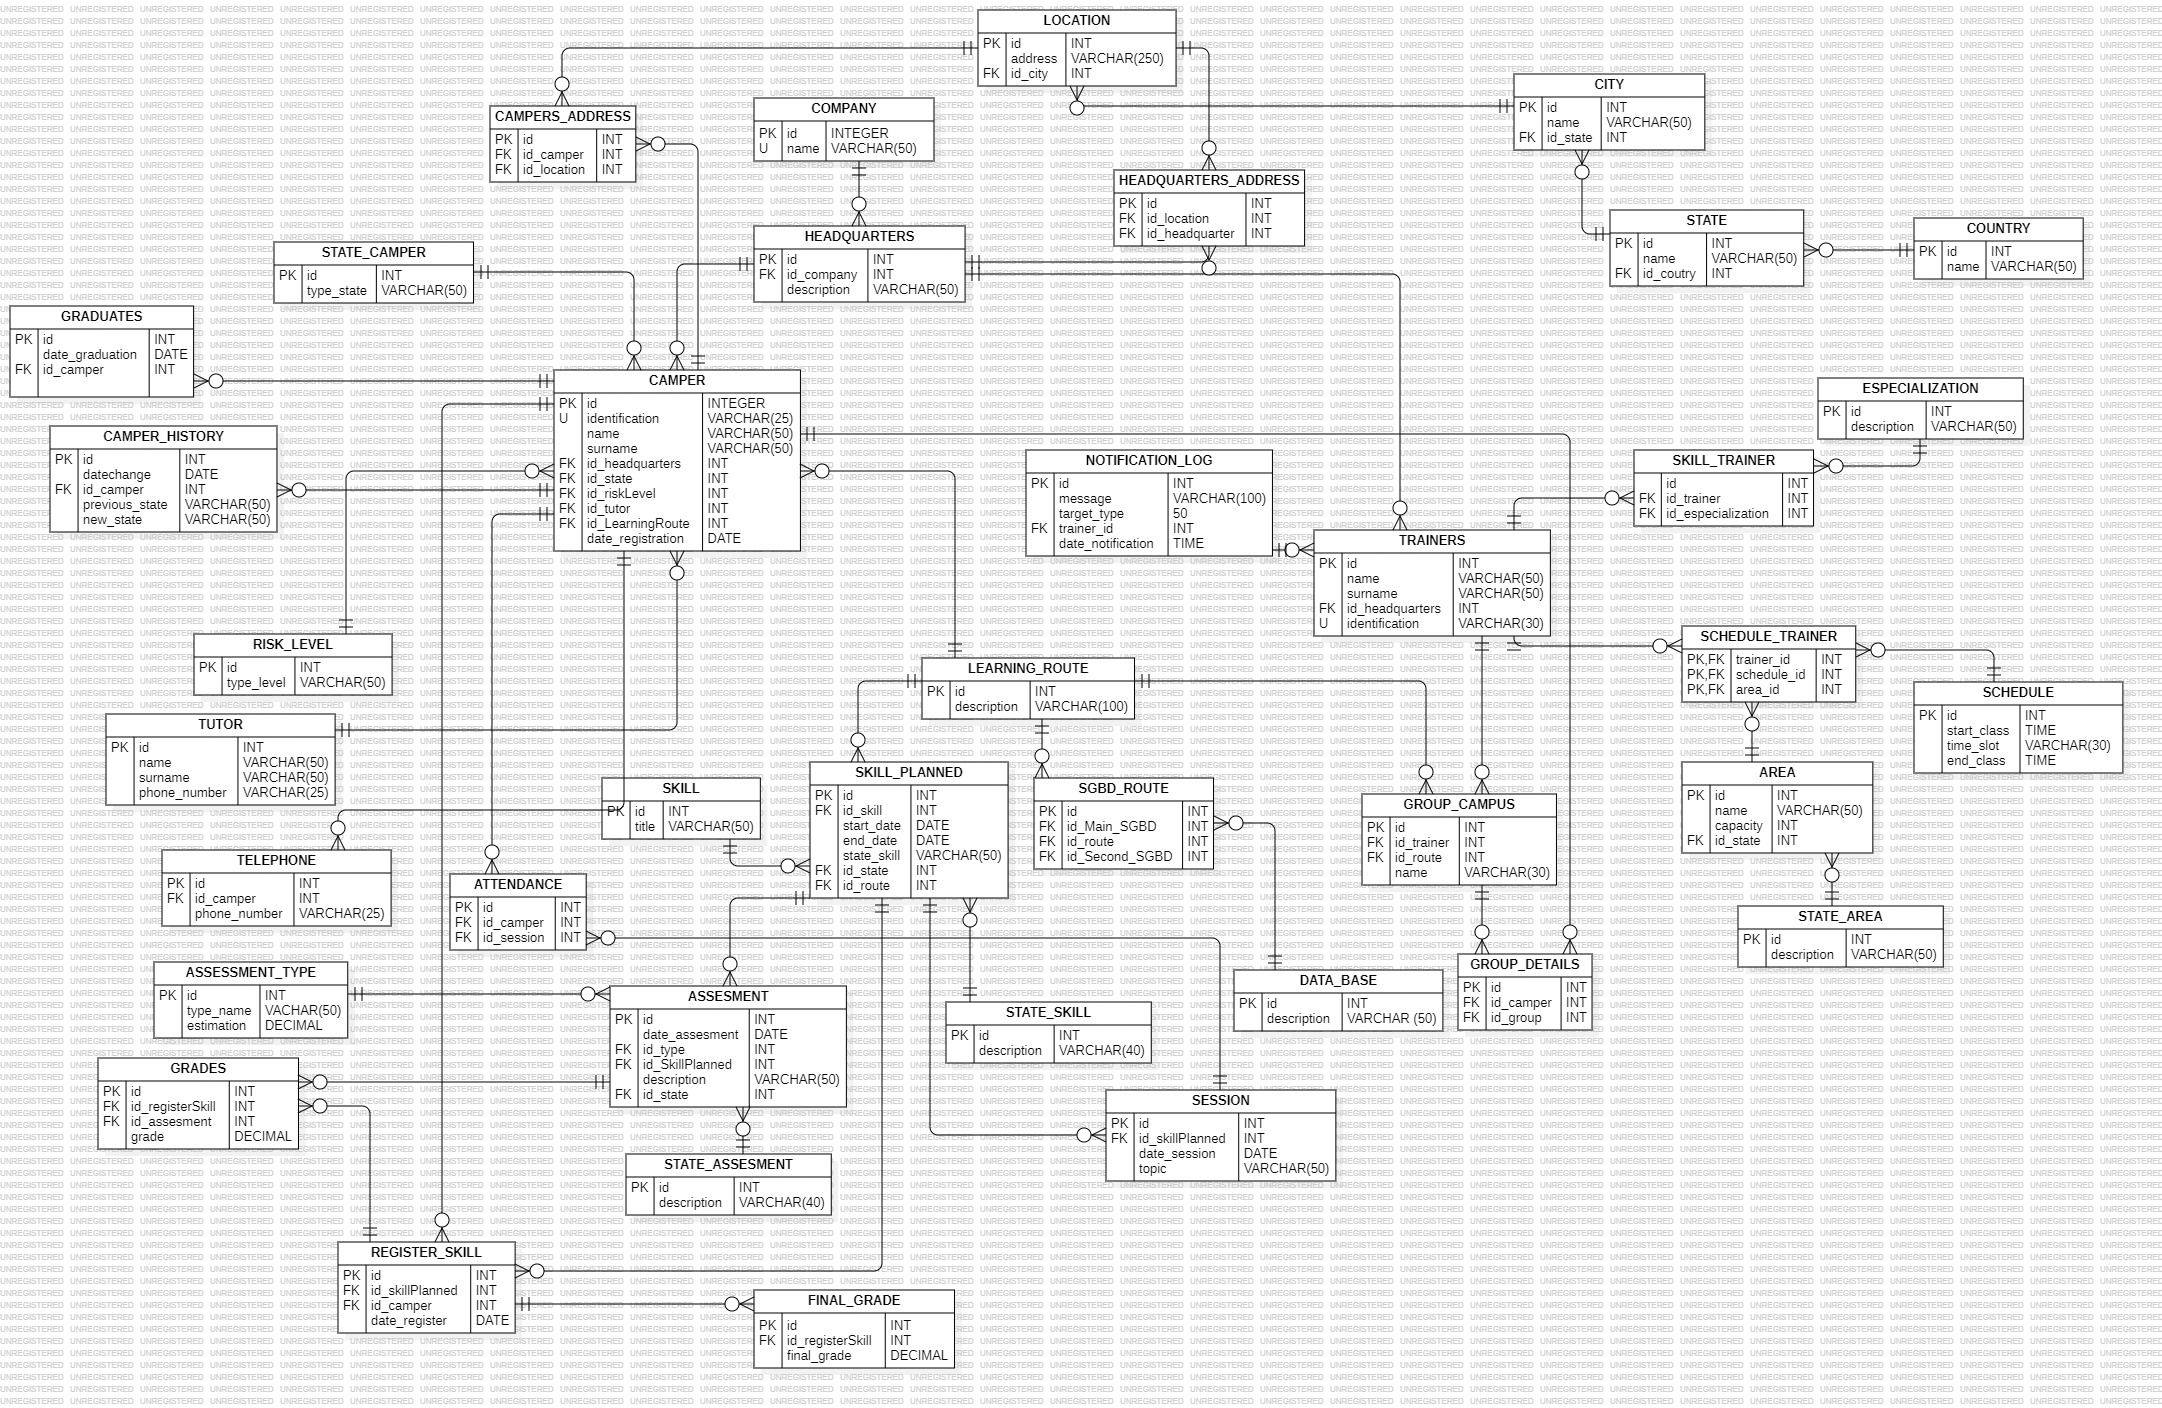 LOCATION
PK id INT
address VARCHAR(250)
FK id_city INT
CITY
PK id INT
name VARCHAR(50)
FK id_state INT
COMPANY
PK id INTEGER
U name VARCHAR(50)
CAMPERS_ADDRESS
PK id INT
FK id_camper INT
FK id_location INT
HEADQUARTERS_ADDRESS
PK id INT
FK id_location INT
FK id_headquarter INT
STATE
PK id INT
name VARCHAR(50)
FK id_coutry INT
COUNTRY
PK id INT
name VARCHAR(50)
HEADQUARTERS
PK id INT
FK id_company INT
description VARCHAR(50)
STATE_CAMPER
PK id INT
type_state VARCHAR(50)
GRADUATES
PK id INT
date_graduation DATE
FK id_camper INT
CAMPER
PK id INTEGER
U identification VARCHAR(25)
name VARCHAR(50)
surname VARCHAR(50)
FK id_headquarters INT
FK id_state INT
FK id_riskLevel INT
FK id_tutor INT
FK id_LearningRoute INT
date_registration DATE
ESPECIALIZATION
PK id INT
description VARCHAR(50)
CAMPER_HISTORY
PK id INT
datechange DATE
FK id_camper INT
previous_state VARCHAR(50)
new_state VARCHAR(50)
NOTIFICATION_LOG
PK id INT
message VARCHAR(100)
target_type 50
FK trainer_id INT
date_notification TIME
SKILL_TRAINER
id INT
FK id_trainer INT
FK id_especialization INT
TRAINERS
PK id INT
name VARCHAR(50)
surname VARCHAR(50)
FK id_headquarters INT
U identification VARCHAR(30)
RISK_LEVEL
PK id INT
type_level VARCHAR(50)
LEARNING_ROUTE
PK id INT
description VARCHAR(100)
SCHEDULE_TRAINER
PK,FK trainer_id INT
PK,FK schedule_id INT
PK,FK area_id INT
SCHEDULE
PK id INT
start_class TIME
time_slot VARCHAR(30)
end_class TIME
TUTOR
PK id INT
name VARCHAR(50)
surname VARCHAR(50)
phone_number VARCHAR(25)
SKILL
PK id INT
title VARCHAR(50)
SKILL_PLANNED
PK id INT
FK id_skill INT
start_date DATE
end_date DATE
state_skill VARCHAR(50)
FK id_state INT
FK id_route INT
SGBD_ROUTE
PK id INT
FK id_Main_SGBD INT
FK id_route INT
FK id_Second_SGBD INT
GROUP_CAMPUS
PK id INT
FK id_trainer INT
FK id_route INT
name VARCHAR(30)
AREA
PK id INT
name VARCHAR(50)
capacity INT
FK id_state INT
TELEPHONE
PK id INT
FK id_camper INT
phone_number VARCHAR(25)
ATTENDANCE
PK id INT
FK id_camper INT
FK id_session INT
STATE_AREA
PK id INT
description VARCHAR(50)
ASSESSMENT_TYPE
PK id INT
type_name VACHAR(50)
estimation DECIMAL
ASSESMENT
PK id INT
date_assesment DATE
FK id_type INT
FK id_SkillPlanned INT
description VARCHAR(50)
FK id_state INT
STATE_SKILL
PK id INT
description VARCHAR(40)
DATA_BASE
PK id INT
description VARCHAR (50)
GROUP_DETAILS
PK id INT
FK id_camper INT
FK id_group INT
GRADES
PK id INT
FK id_registerSkill INT
FK id_assesment INT
grade DECIMAL
SESSION
PK id INT
FK id_skillPlanned INT
date_session DATE
topic VARCHAR(50)
STATE_ASSESMENT
PK id INT
description VARCHAR(40)
REGISTER_SKILL
PK id INT
FK id_skillPlanned INT
FK id_camper INT
date_register DATE
FINAL_GRADE
PK id INT
FK id_registerSkill INT
final_grade DECIMAL
UNREGISTERED